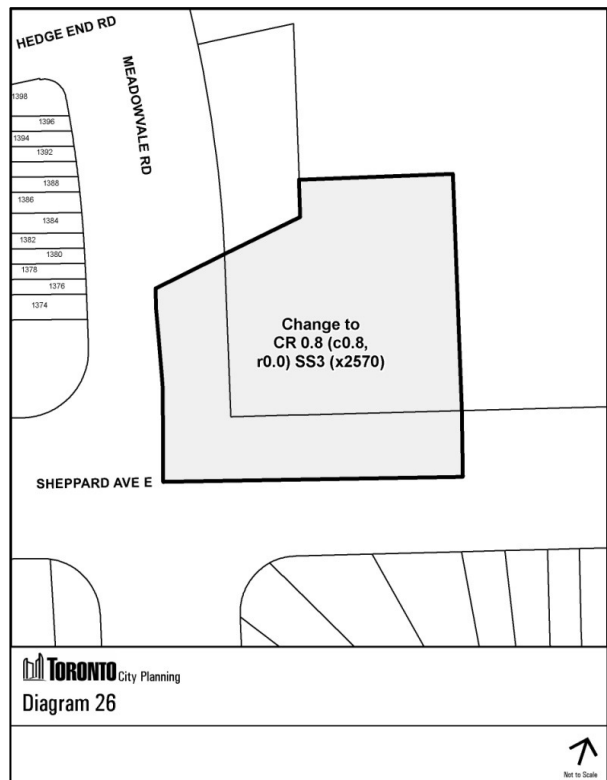 HEDGE END RD
MEADOWVALE RD
1398
1396
1394
1392
1388
1386
1384
1382
1380
1378
1376
1374
Change to
CR 0.8 (c0.8,
r0.0) SS3 (x2570)
SHEPPARD AVE E
TORONTO City Planning
Diagram 26
Not to Scale